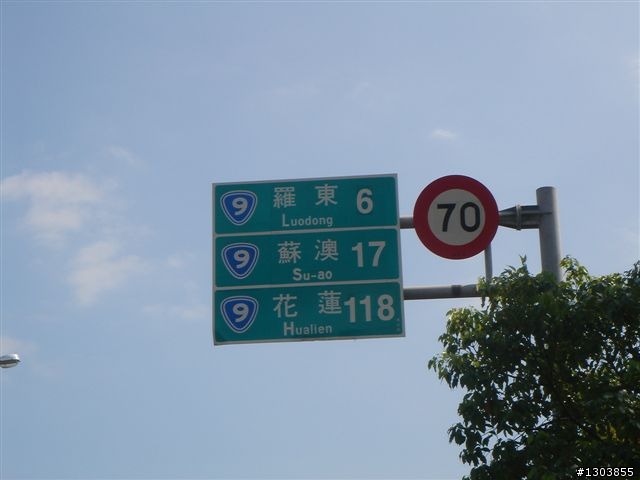 9 羅東 6
Luodong
9 蘇澳 17
Su-ao
9 花蓮 118
Hualien
70
#1303855